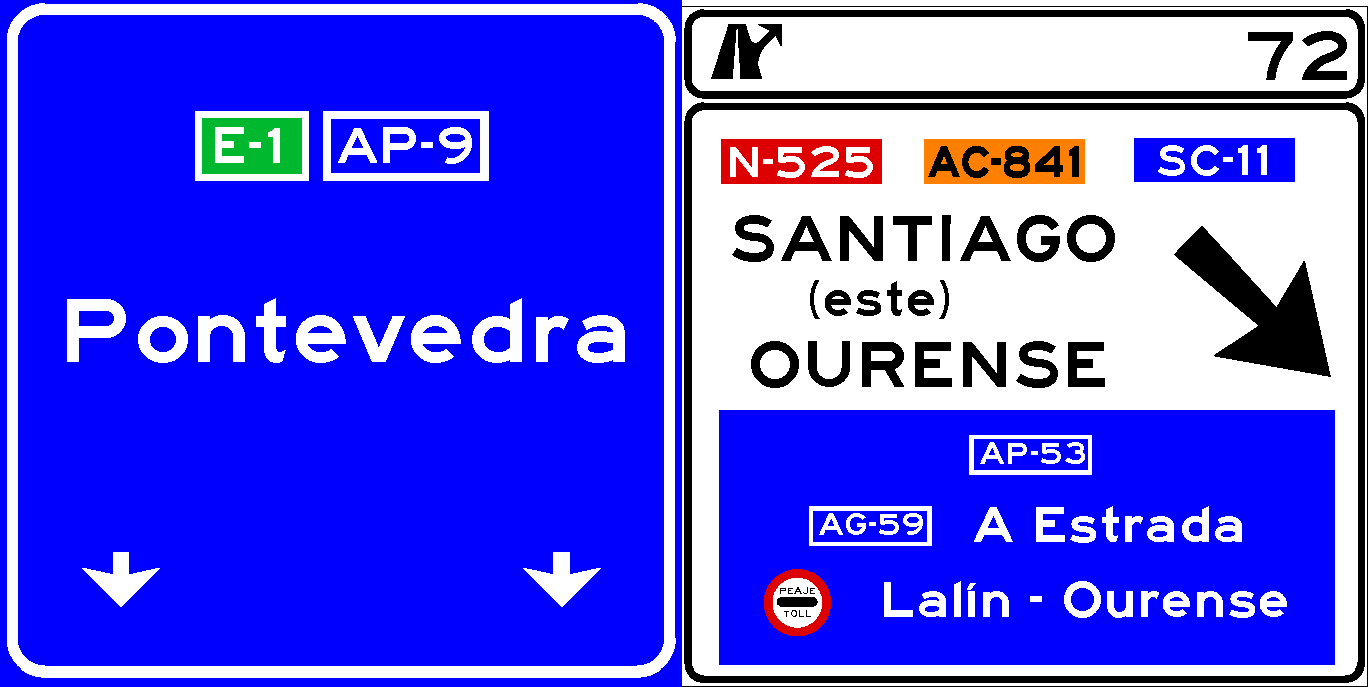 E-1 AP-9
Pontevedra
72
N-525 AC-841 SC-11
SANTIAGO
(este)
OURENSE
AP-53
AG-59 A Estrada
PEAJE
TOLL
Lalín - Ourense